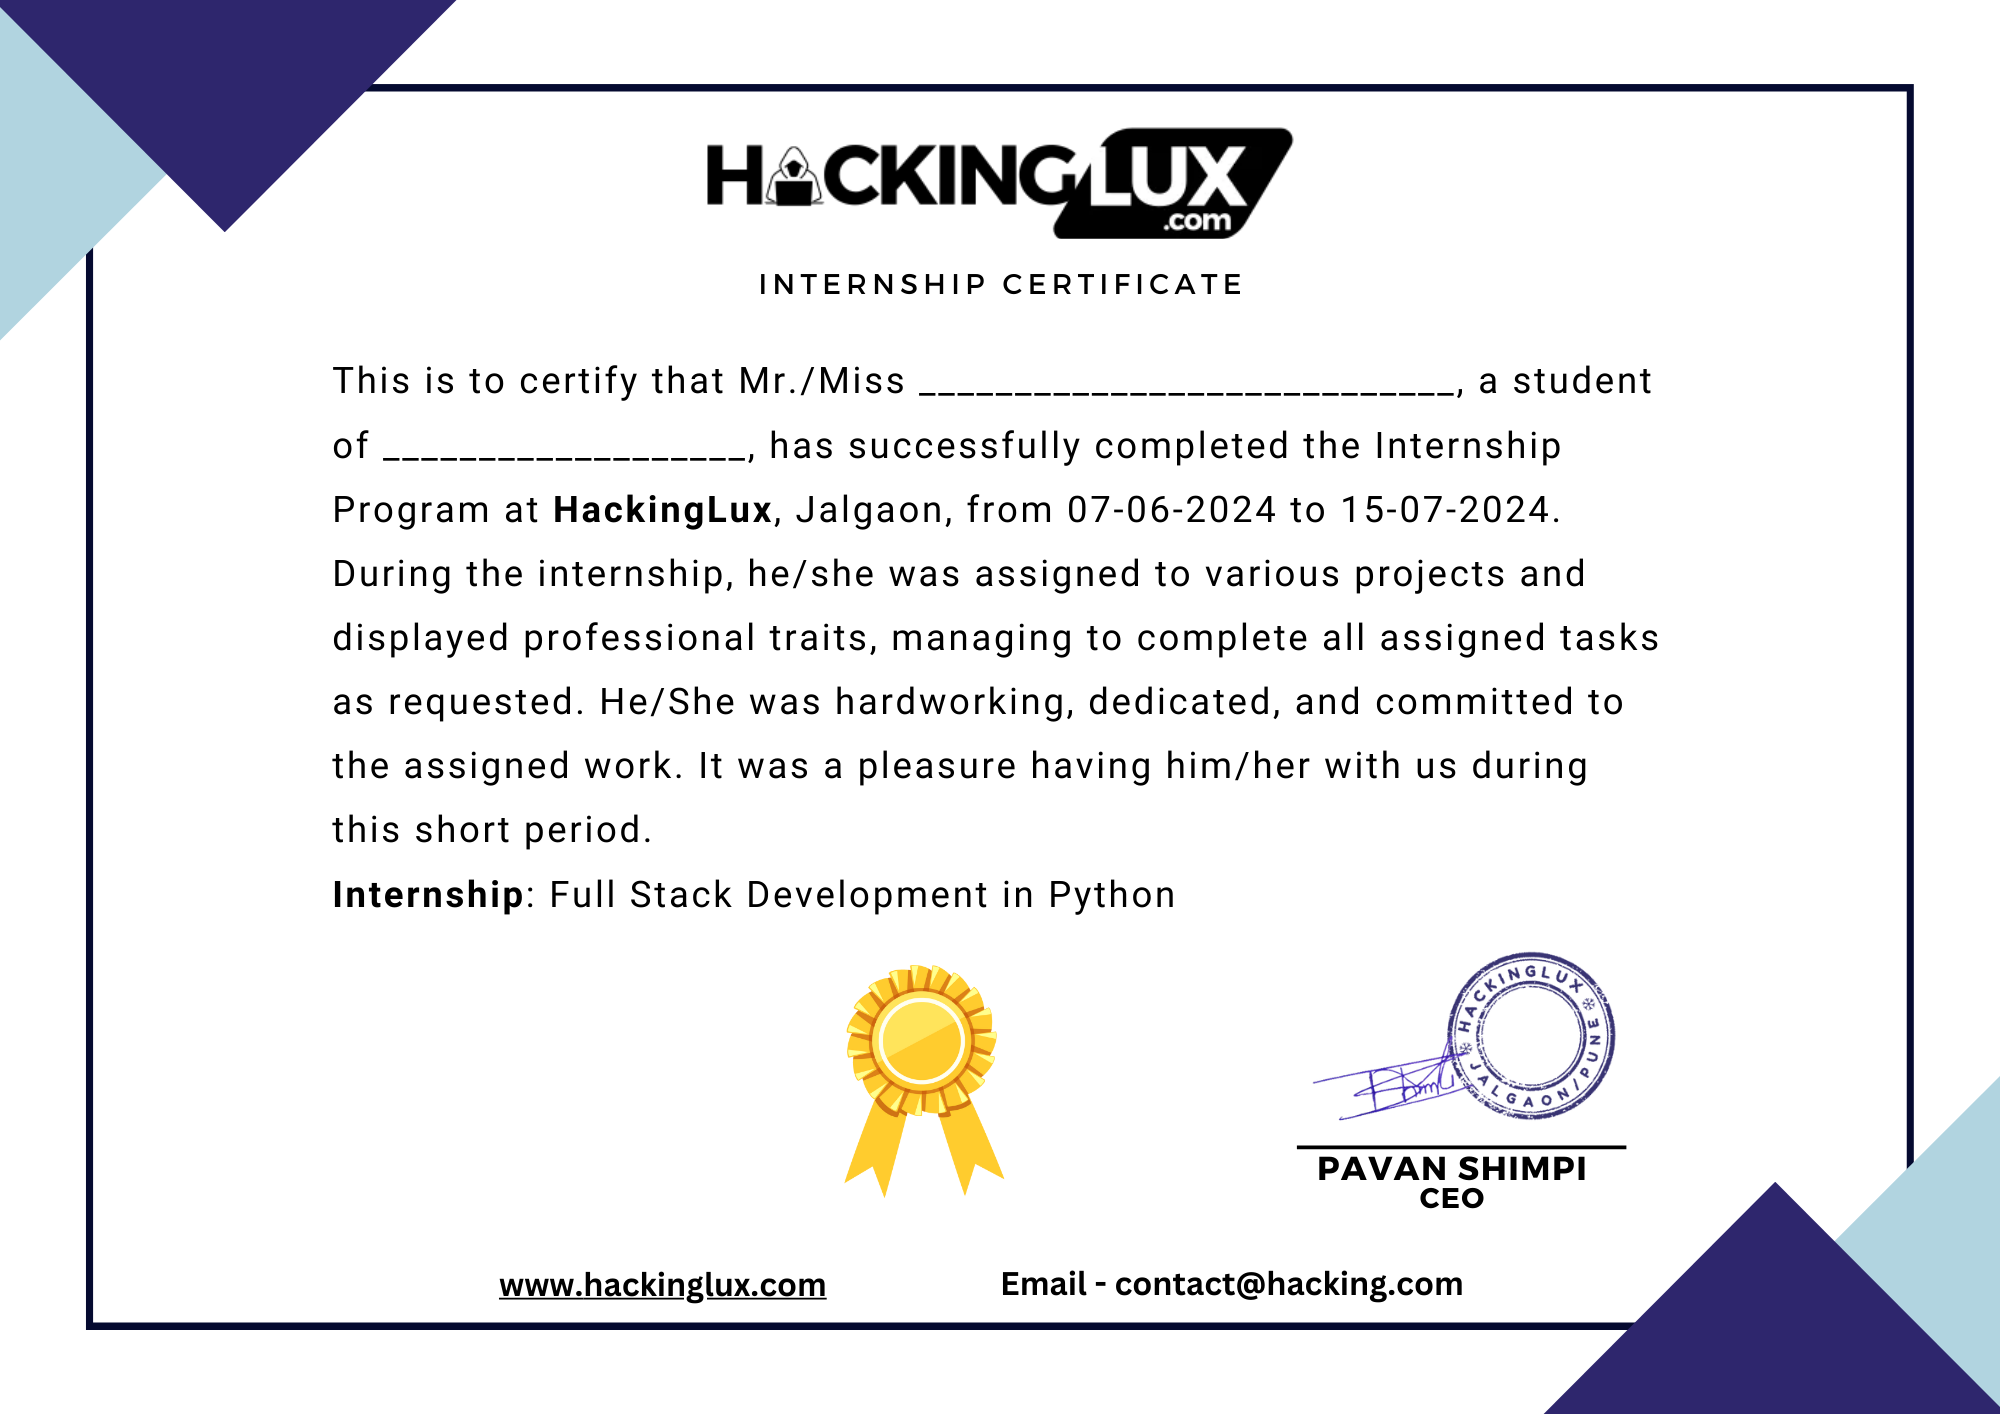 HACKINGLUX
.com
INTERNSHIP CERTIFICATE
This is to certify that Mr./Miss ____________________________, a student
of ___________________, has successfully completed the Internship
Program at HackingLux, Jalgaon, from 07-06-2024 to 15-07-2024.
During the internship, he/she was assigned to various projects and
displayed professional traits, managing to complete all assigned tasks
as requested. He/She was hardworking, dedicated, and committed to
the assigned work. It was a pleasure having him/her with us during
this short period.
Internship: Full Stack Development in Python
HACKINGLUX
JALGAON/PUNE
PAVAN SHIMPI
CEO
www.hackinglux.com
Email - contact@hacking.com